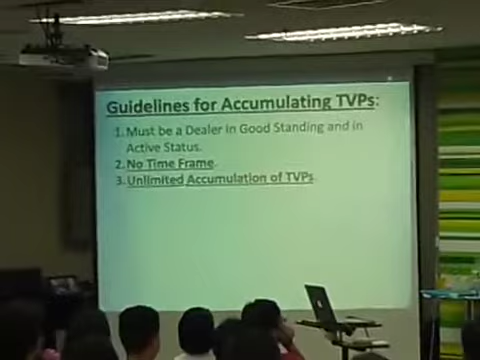 Guidelines for Accumulating TVPs:
1. Must be a Dealer in Good Standing and in
Active Status.
2. No Time Frame.
3. Unlimited Accumulation of TVPs